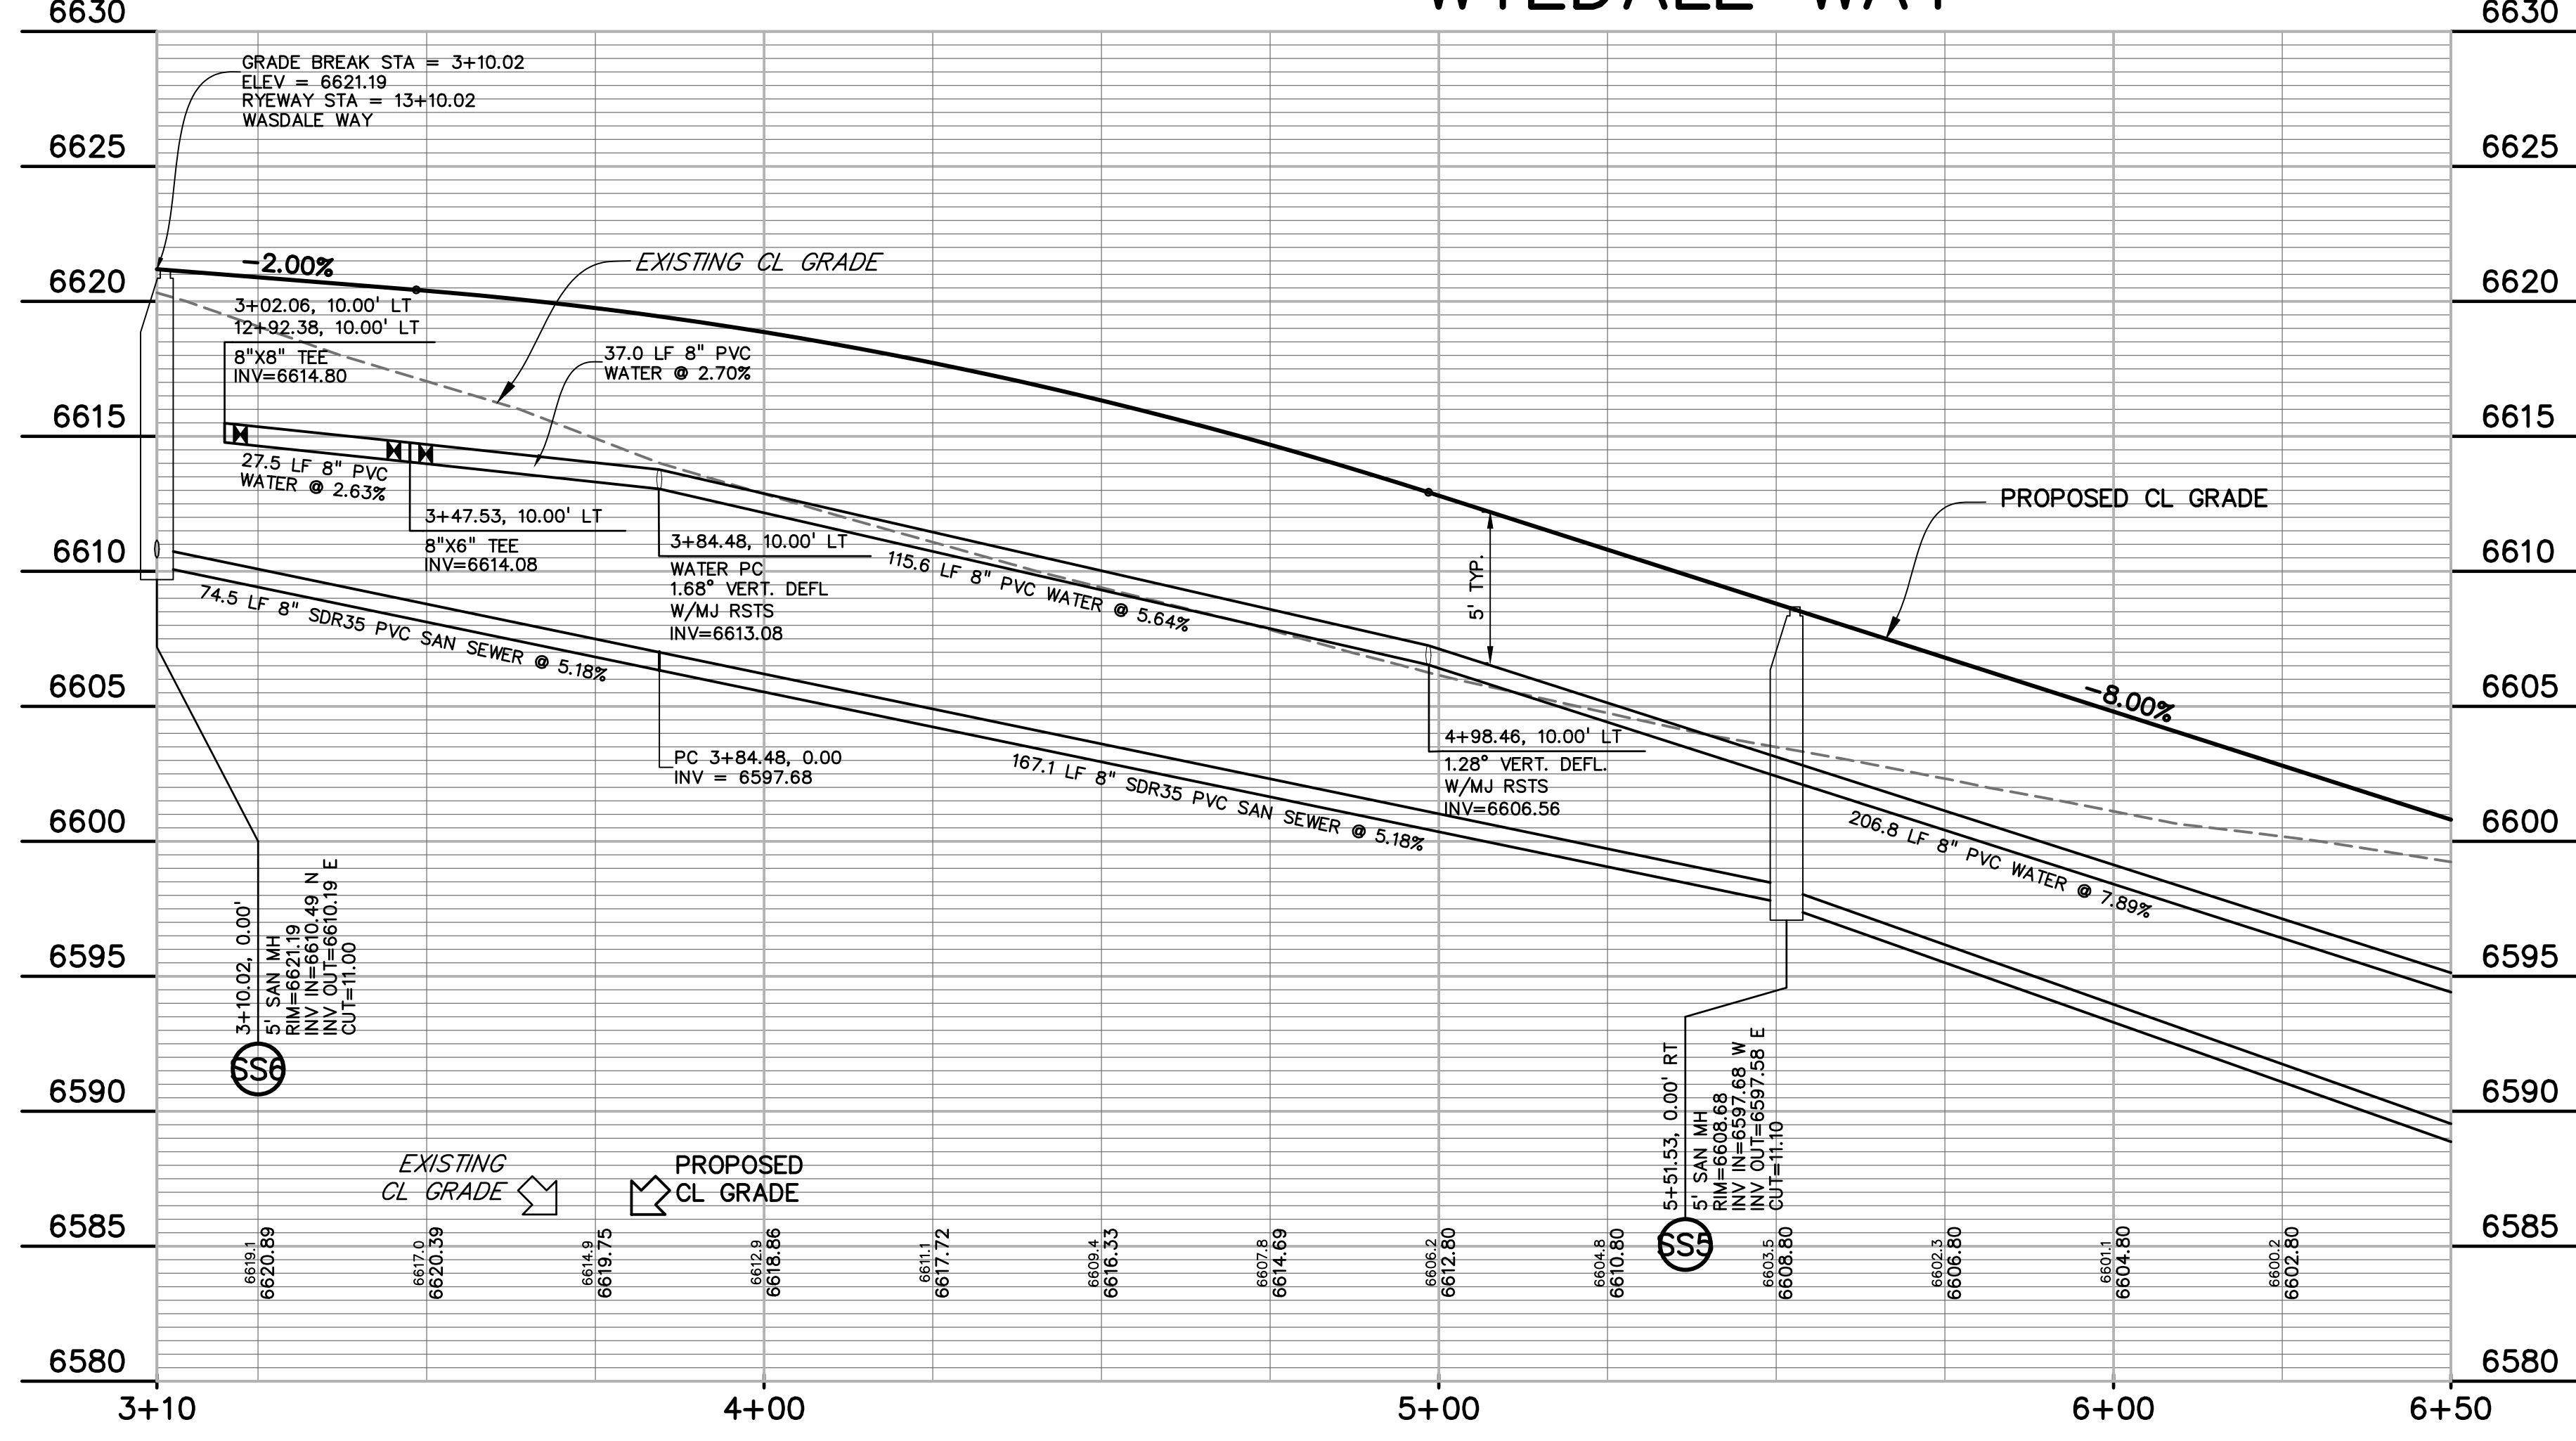 WYEDALE WAY
6630
6630
GRADE BREAK STA = 3+10.02
ELEV = 6621.19
RYEWAY STA = 13+10.02
WASDALE WAY
6625
6625
-2.00%
EXISTING CL GRADE
6620
6620
3+02.06, 10.00' LT
12+92.38, 10.00' LT
8"X8" TEE
INV=6614.80
37.0 LF 8" PVC
WATER @ 2.70%
6615
6615
27.5 LF 8" PVC
WATER @ 2.63%
3+47.53, 10.00' LT
8"X6" TEE
INV=6614.08
3+84.48, 10.00' LT
WATER PC
1.68° VERT. DEFL
W/MJ RSTS
INV=6613.08
PROPOSED CL GRADE
6610
6610
115.6 LF 8" PVC WATER @ 5.64%
5' TYP.
74.5 LF 8" SDR35 PVC SAN SEWER @ 5.18%
6605
6605
-8.00%
PC 3+84.48, 0.00
INV = 6597.68
167.1 LF 8" SDR35 PVC SAN SEWER @ 5.18%
4+98.46, 10.00' LT
1.28° VERT. DEFL.
W/MJ RSTS
INV=6606.56
6600
6600
206.8 LF 8" PVC WATER @ 7.89%
3+10.02, 0.00'
5' SAN MH
RIM=6621.19
INV IN=6610.49 N
INV OUT=6610.19 E
CUT=11.00
SS6
6595
6595
6590
6590
5+51.53, 0.00' RT
5' SAN MH
RIM=6608.68
INV IN=6597.68 W
INV OUT=6597.58 E
CUT=11.10
SS5
EXISTING
CL GRADE
PROPOSED
CL GRADE
6585
6585
6619.1
6620.89
6617.0
6620.39
6614.9
6619.75
6612.9
6618.86
6611.1
6617.72
6609.4
6616.33
6607.8
6614.69
6606.2
6612.80
6604.8
6610.80
6603.5
6608.80
6602.3
6606.80
6601.1
6604.80
6600.2
6602.80
6580
6580
3+10
4+00
5+00
6+00
6+50